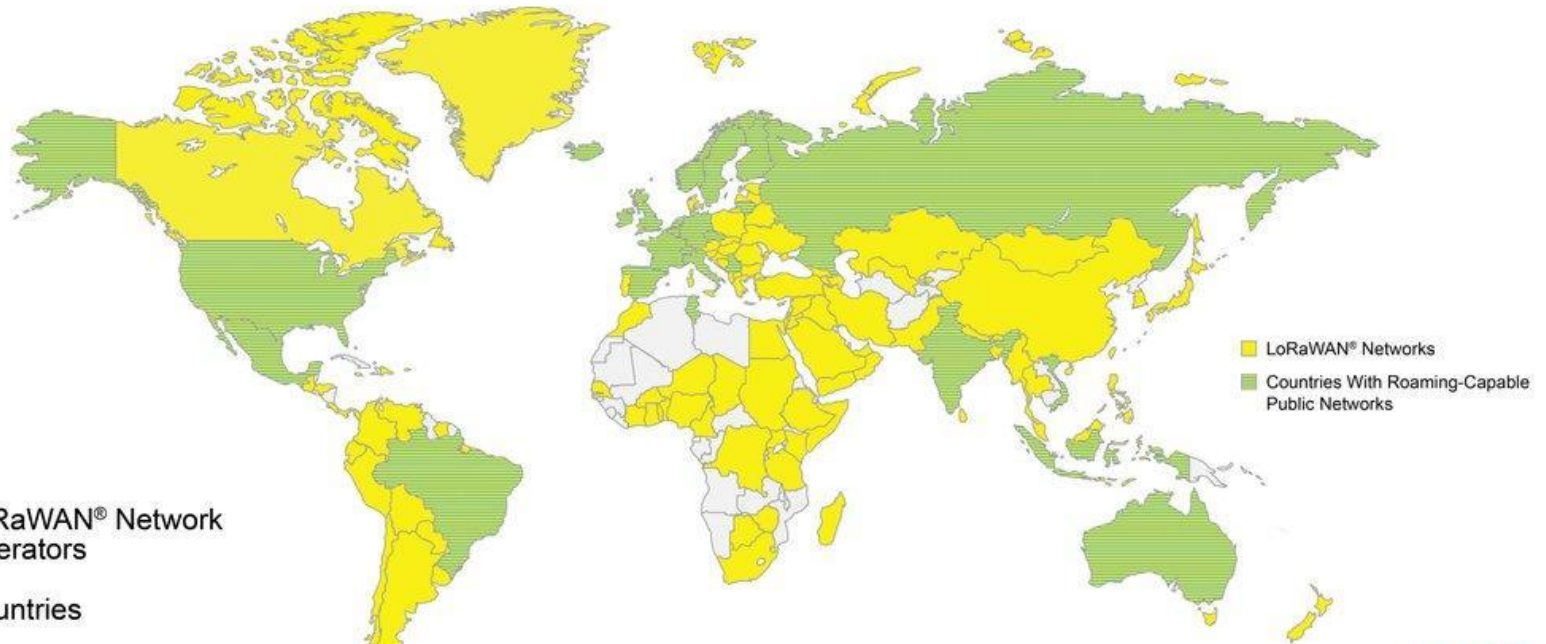 LoRaWAN® Networks
Countries With Roaming-Capable
Public Networks
RaWAN® Network
erators
untries